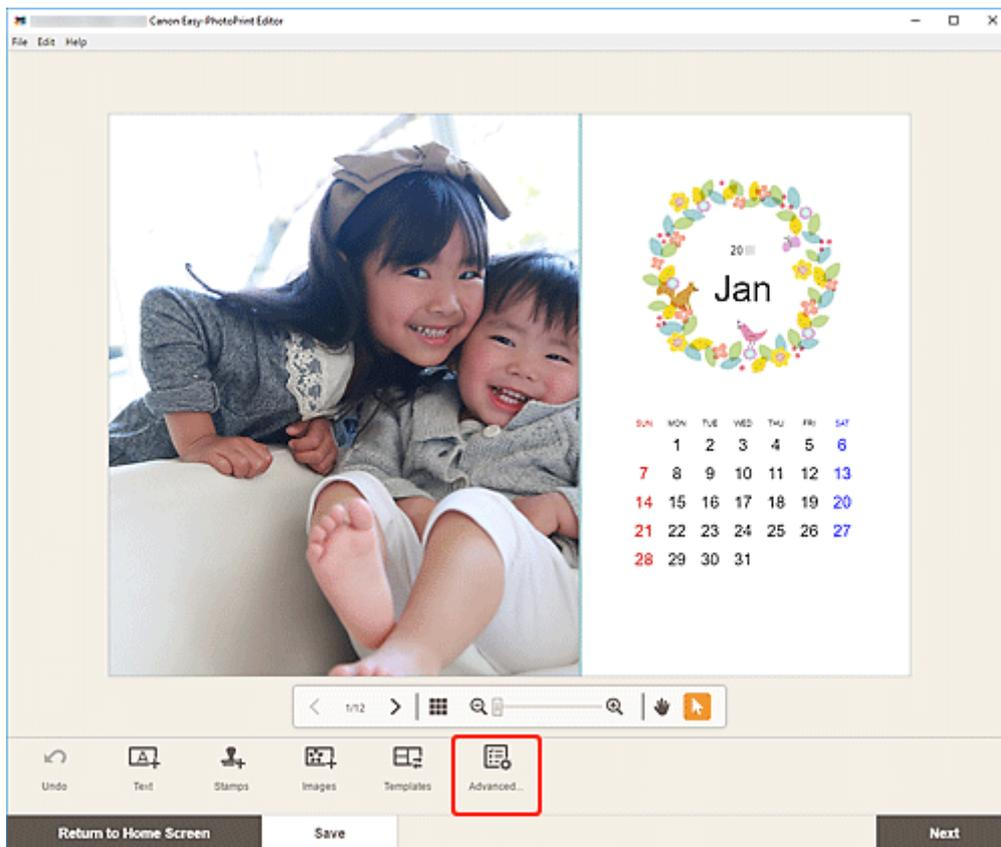 Canon Easy-PhotoPrint Editor
File Edit Help
20
Jan
SUN MON TUE WED THU FRI SAT
1 2 3 4 5 6
7 8 9 10 11 12 13
14 15 16 17 18 19 20
21 22 23 24 25 26 27
28 29 30 31
1/12
Undo Text Stamps Images Templates Advanced...
Return to Home Screen Save Next